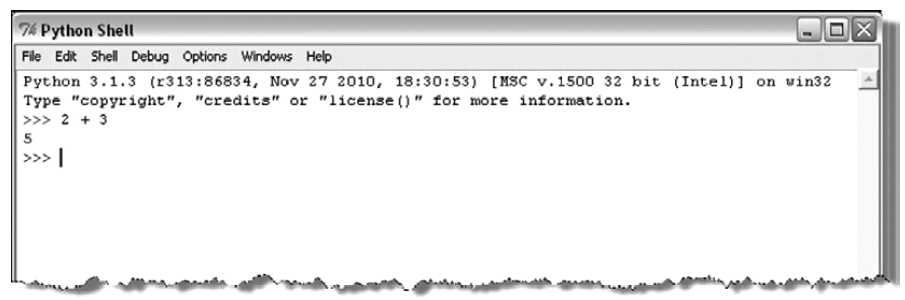 Python Shell
File Edit Shell Debug Options Windows Help
Python 3.1.3 (r313:86834, Nov 27 2010, 18:30:53) [MSC v.1500 32 bit (Intel)] on win32
Type "copyright", "credits" or "license()" for more information.
>>> 2 + 3
5
>>>